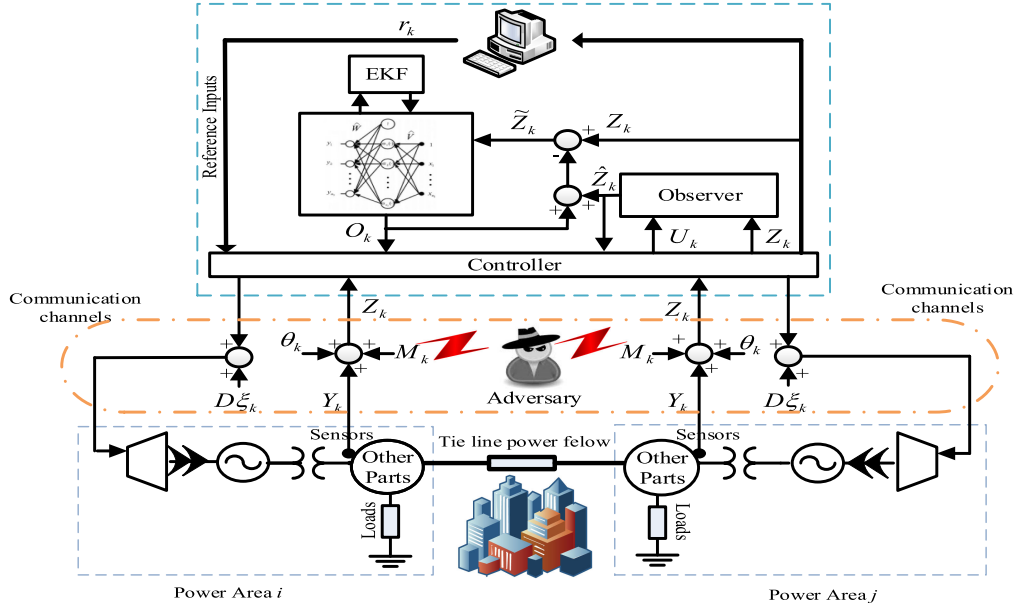 r_k
Reference Inputs
EKF
Ŵ
V̂
Z̃_k
+
Z_k
-
Ẑ_k
+
+
Observer
O_k
U_k
Z_k
Controller
Communication
channels
Communication
channels
Z_k
Z_k
θ_k
+
+
+
M_k
M_k
+
+
+
θ_k
+
+
Dξ_k
Y_k
Adversary
Y_k
+
+
Dξ_k
Sensors
Other
Parts
Tie line power felow
Other
Parts
Sensors
Loads
Loads
Power Area i
Power Area j